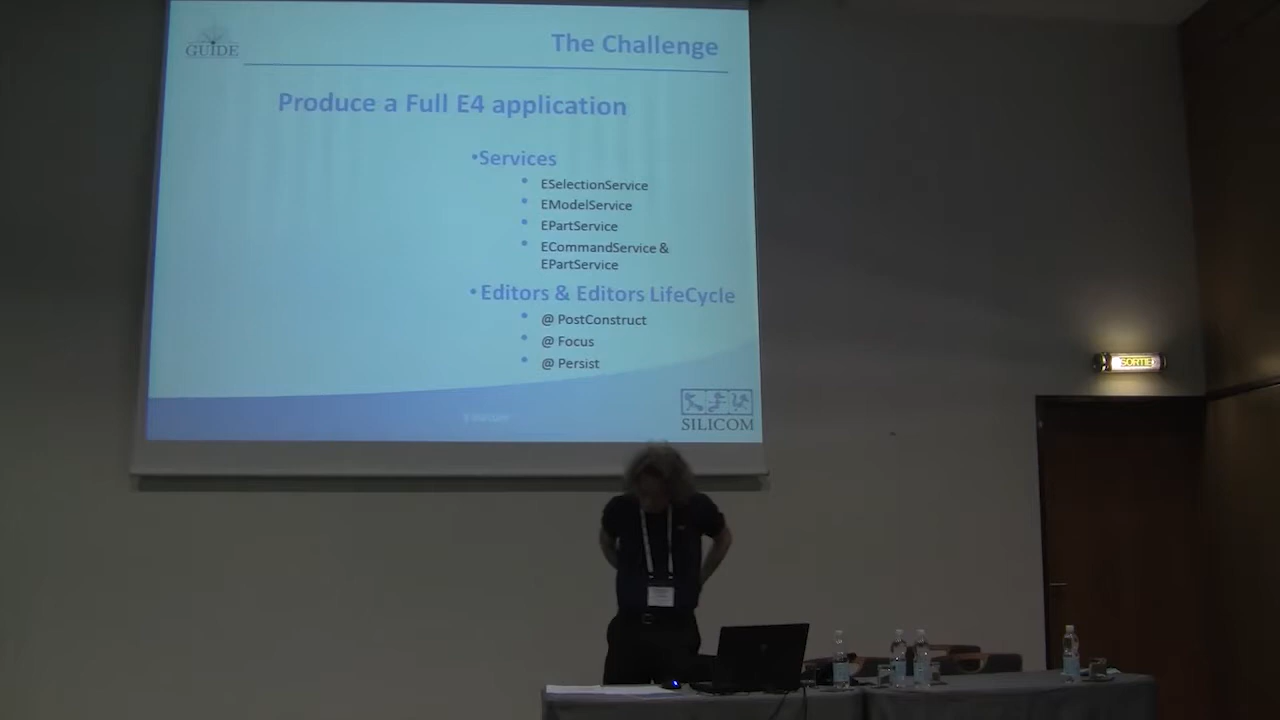 GUIDE
The Challenge
Produce a Full E4 application
•Services
• ESelectionService
• EModelService
• EPartService
• ECommandService &
EPartService
• Editors & Editors LifeCycle
• @ PostConstruct
• @ Focus
• @ Persist
SILICOM
SORTIE